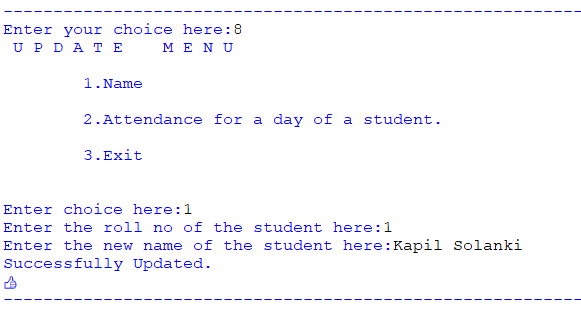 -----------------------------------------------------------
Enter your choice here:8
U P D A T E   M E N U
1.Name
2.Attendance for a day of a student.
3.Exit
Enter choice here:1
Enter the roll no of the student here:1
Enter the new name of the student here:Kapil Solanki
Successfully Updated.
👍
-----------------------------------------------------------